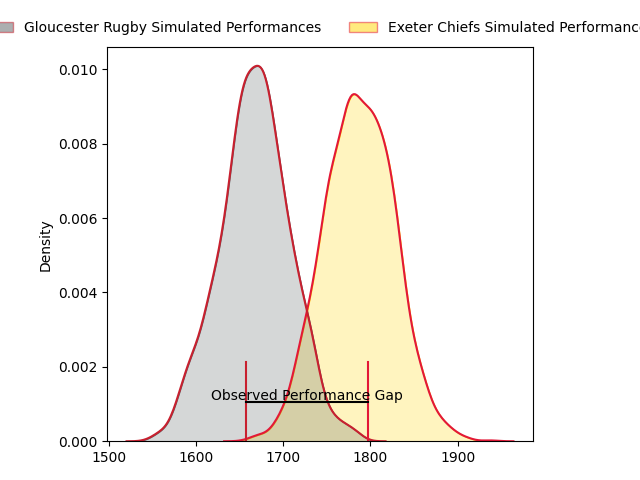 Gloucester Rugby Simulated Performances
Exeter Chiefs Simulated Performanc
0.010
0.008
0.006
0.004
0.002
0.000
Density
Observed Performance Gap
1500
1600
1700
1800
1900